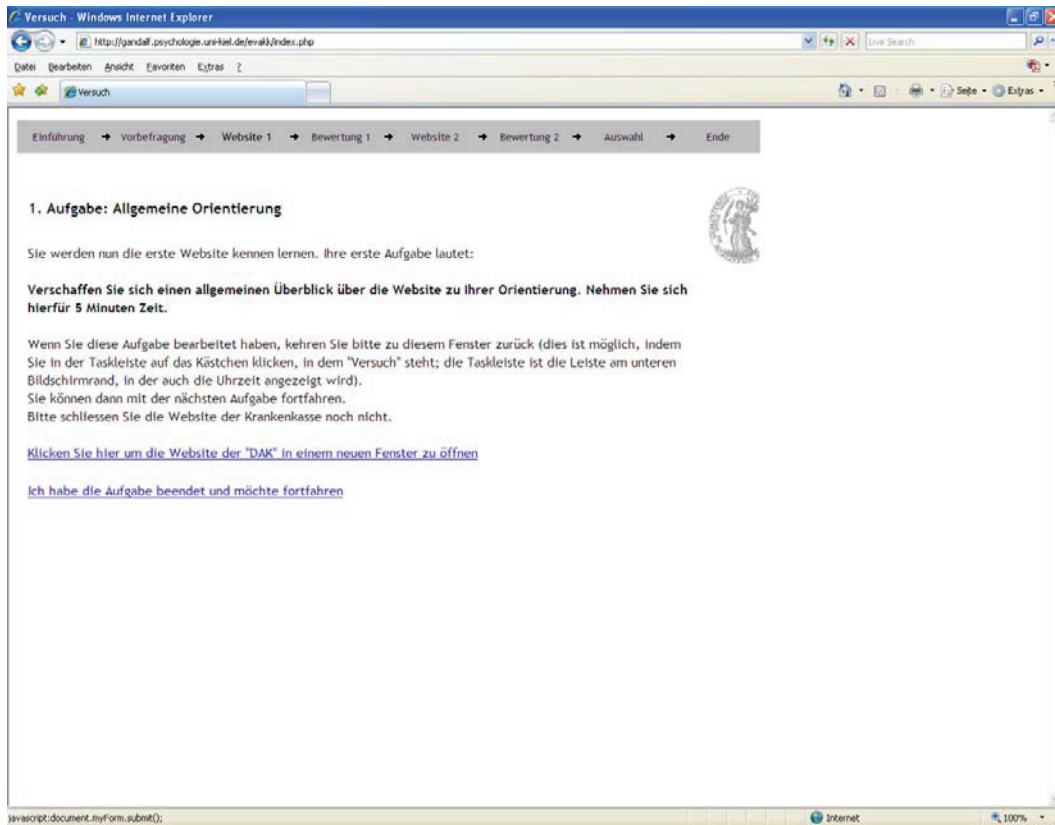 Versuch - Windows Internet Explorer
http://gandalf.psychologie.uni-kiel.de/evakk/index.php
Live Search
Datei Bearbeiten Ansicht Favoriten Extras ?
Versuch
Seite Extras
Einführung → Vorbefragung → Website 1 → Bewertung 1 → Website 2 → Bewertung 2 → Auswahl → Ende
1. Aufgabe: Allgemeine Orientierung
Sie werden nun die erste Website kennen lernen. Ihre erste Aufgabe lautet:
Verschaffen Sie sich einen allgemeinen Überblick über die Website zu Ihrer Orientierung. Nehmen Sie sich
hierfür 5 Minuten Zeit.
Wenn Sie diese Aufgabe bearbeitet haben, kehren Sie bitte zu diesem Fenster zurück (dies ist möglich, indem
Sie in der Taskleiste auf das Kästchen klicken, in dem "Versuch" steht; die Taskleiste ist die Leiste am unteren
Bildschirmrand, in der auch die Uhrzeit angezeigt wird).
Sie können dann mit der nächsten Aufgabe fortfahren.
Bitte schliessen Sie die Website der Krankenkasse noch nicht.
Klicken Sie hier um die Website der "DAK" in einem neuen Fenster zu öffnen
Ich habe die Aufgabe beendet und möchte fortfahren
javascript:document.myForm.submit();
Internet
100%